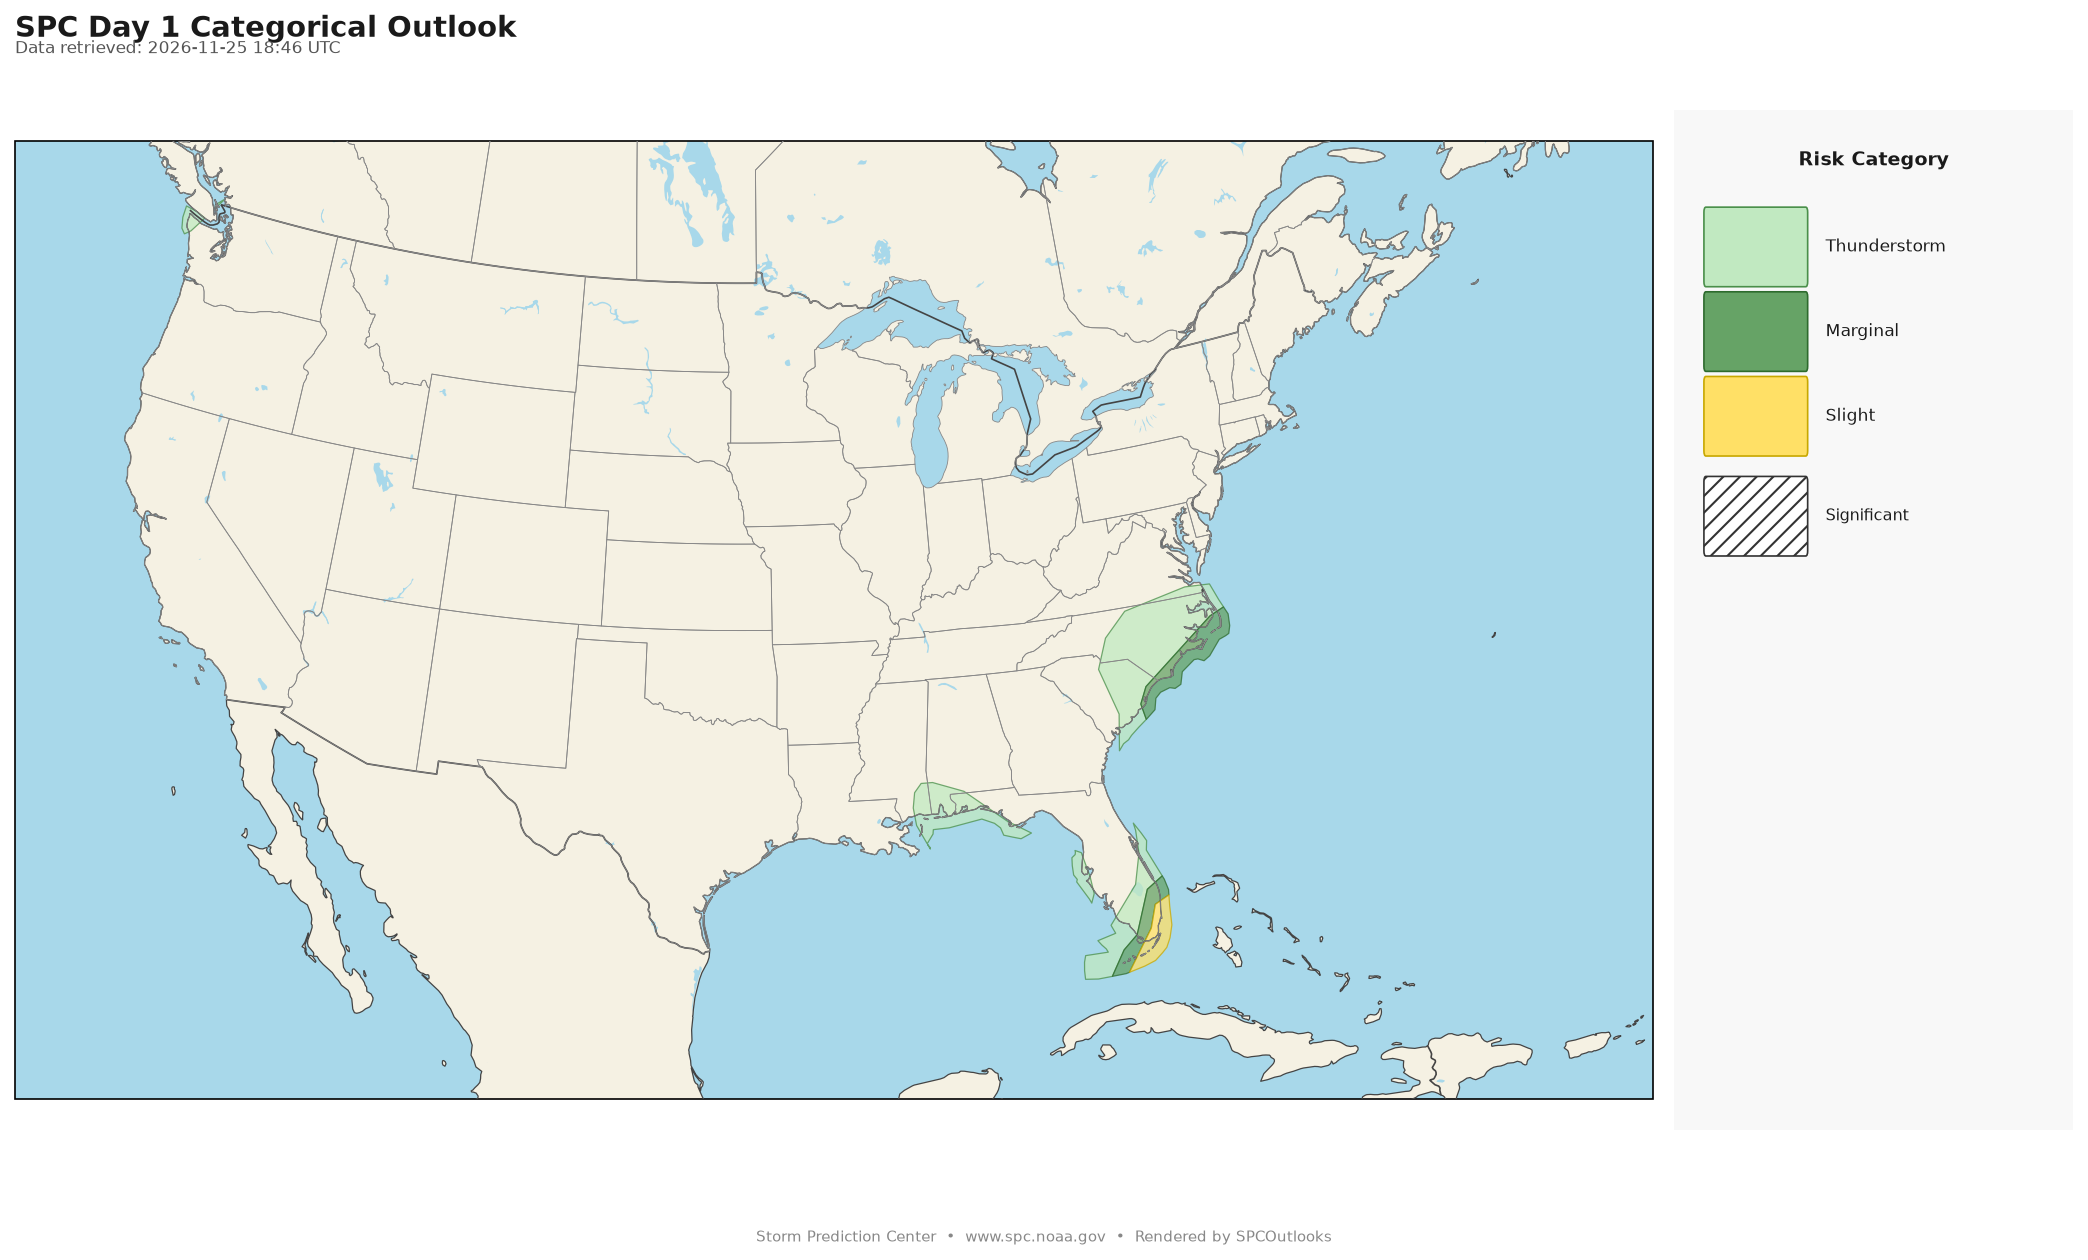 SPC Day 1 Categorical Outlook
Data retrieved: 2026-11-25 18:46 UTC
Risk Category
Thunderstorm
Marginal
Slight
Significant
Storm Prediction Center • www.spc.noaa.gov • Rendered by SPCOutlooks